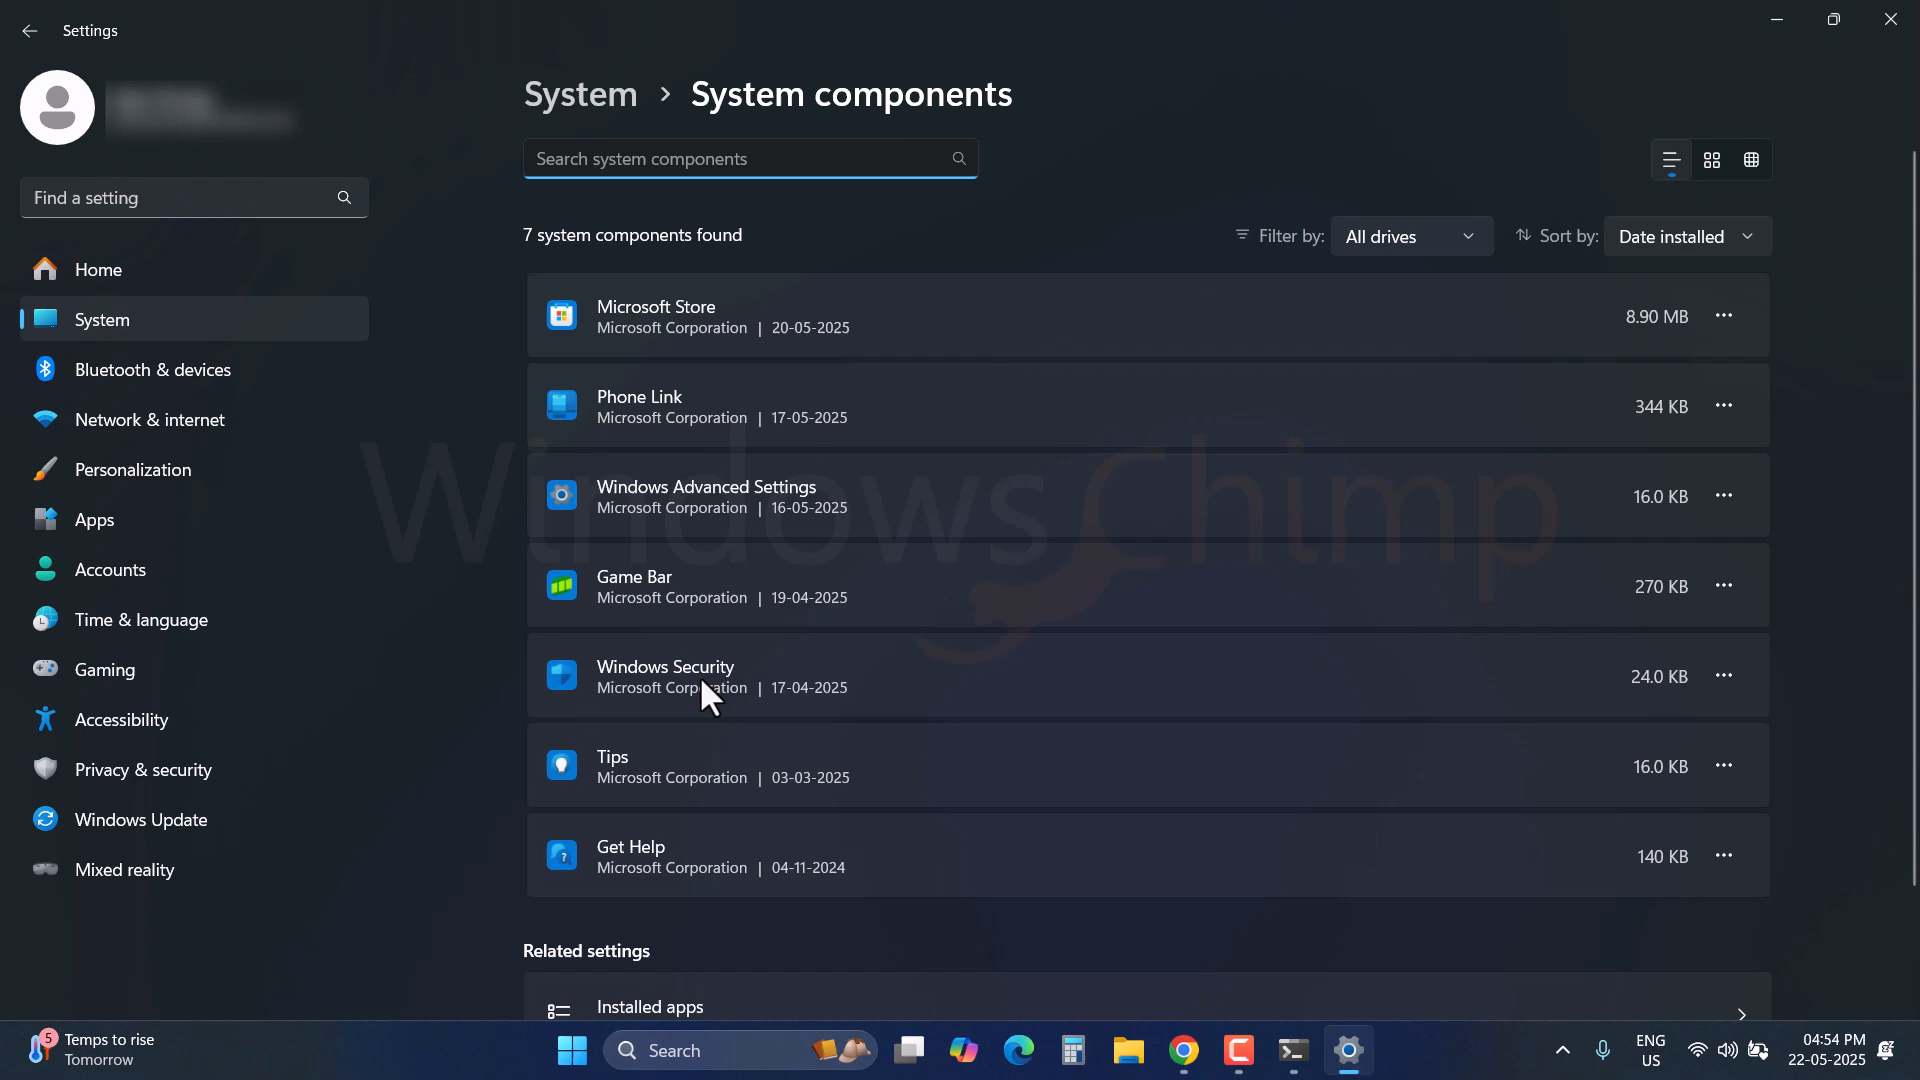 Settings
System > System components
Search system components
Find a setting
7 system components found
Filter by:
All drives
Sort by:
Date installed
Home
System
Bluetooth & devices
Network & internet
Personalization
Apps
Accounts
Time & language
Gaming
Accessibility
Privacy & security
Windows Update
Mixed reality
Microsoft Store
Microsoft Corporation | 20-05-2025
8.90 MB
Phone Link
Microsoft Corporation | 17-05-2025
344 KB
Windows Advanced Settings
Microsoft Corporation | 16-05-2025
16.0 KB
Game Bar
Microsoft Corporation | 19-04-2025
270 KB
Windows Security
Microsoft Corporation | 17-04-2025
24.0 KB
Tips
Microsoft Corporation | 03-03-2025
16.0 KB
Get Help
Microsoft Corporation | 04-11-2024
140 KB
WindowsChimp
Related settings
Installed apps
5
Temps to rise
Tomorrow
Search
ENG
US
04:54 PM
22-05-2025